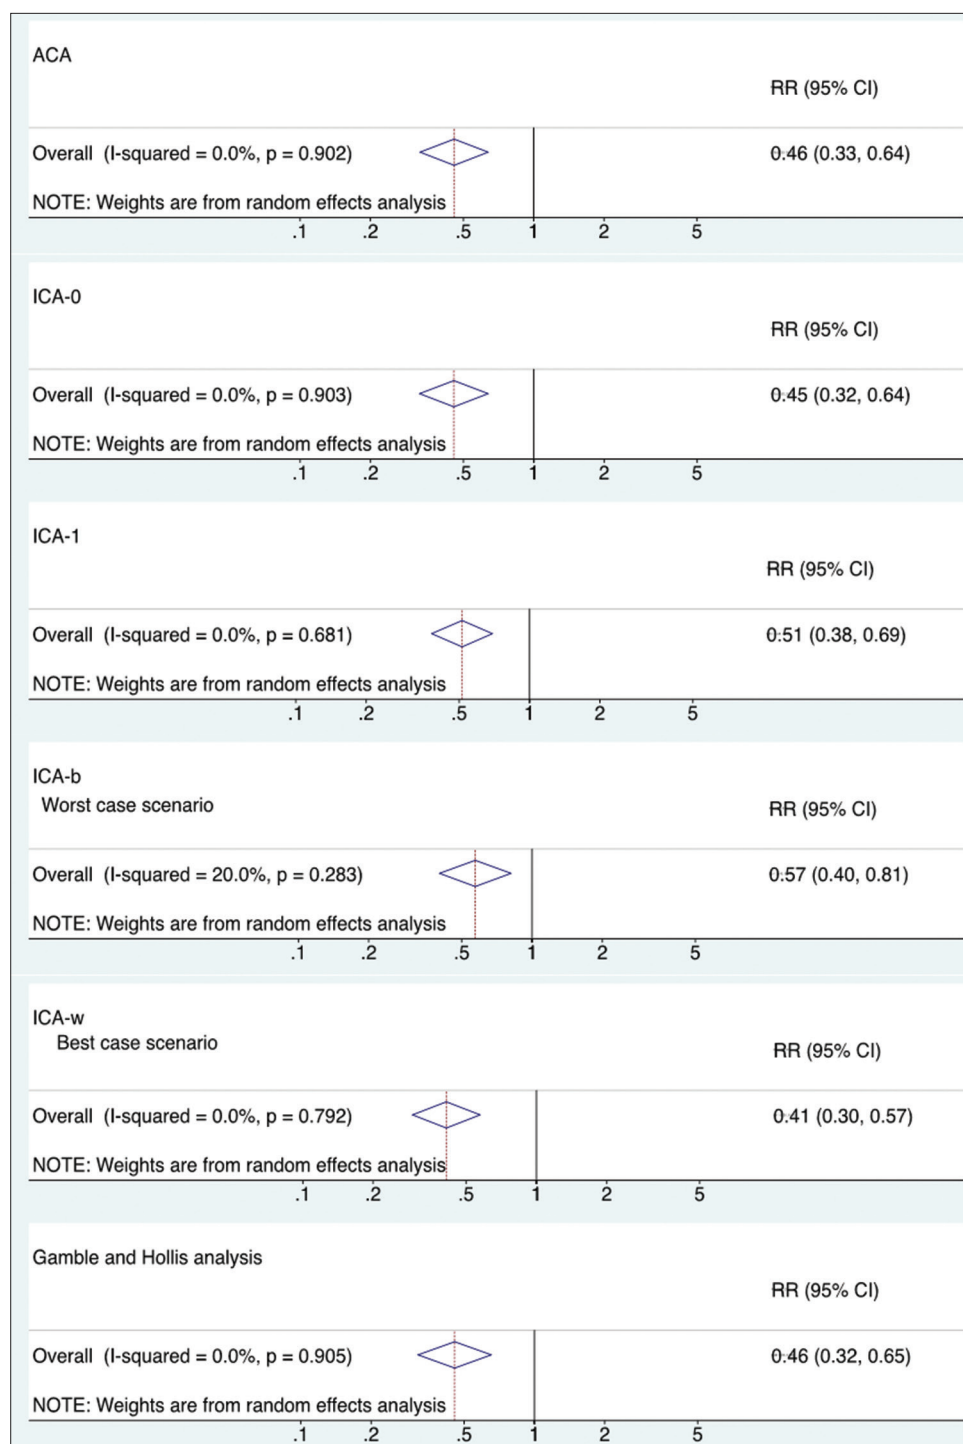 ACA
RR (95% CI)
Overall (I-squared = 0.0%, p = 0.902) 0.46 (0.33, 0.64)
NOTE: Weights are from random effects analysis
.1 .2 .5 1 2 5
ICA-0
RR (95% CI)
Overall (I-squared = 0.0%, p = 0.903) 0.45 (0.32, 0.64)
NOTE: Weights are from random effects analysis
.1 .2 .5 1 2 5
ICA-1
RR (95% CI)
Overall (I-squared = 0.0%, p = 0.681) 0.51 (0.38, 0.69)
NOTE: Weights are from random effects analysis
.1 .2 .5 1 2 5
ICA-b
Worst case scenario
RR (95% CI)
Overall (I-squared = 20.0%, p = 0.283) 0.57 (0.40, 0.81)
NOTE: Weights are from random effects analysis
.1 .2 .5 1 2 5
ICA-w
Best case scenario
RR (95% CI)
Overall (I-squared = 0.0%, p = 0.792) 0.41 (0.30, 0.57)
NOTE: Weights are from random effects analysis
.1 .2 .5 1 2 5
Gamble and Hollis analysis
RR (95% CI)
Overall (I-squared = 0.0%, p = 0.905) 0.46 (0.32, 0.65)
NOTE: Weights are from random effects analysis
.1 .2 .5 1 2 5